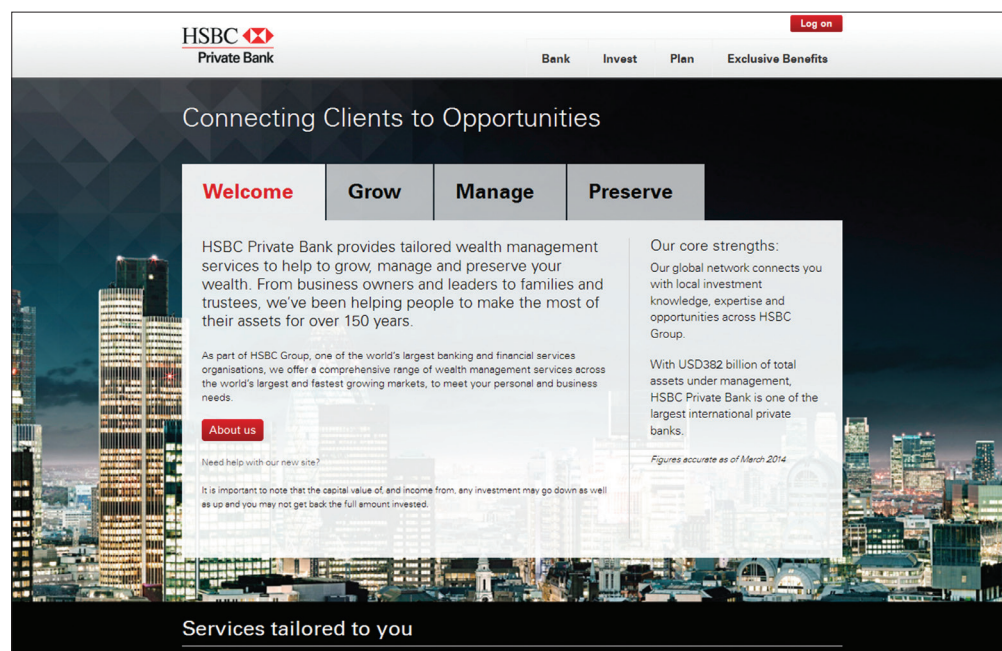 Log on
HSBC
Private Bank
Bank Invest Plan Exclusive Benefits
Connecting Clients to Opportunities
Welcome Grow Manage Preserve
HSBC Private Bank provides tailored wealth management
services to help to grow, manage and preserve your
wealth. From business owners and leaders to families and
trustees, we've been helping people to make the most of
their assets for over 150 years.
As part of HSBC Group, one of the world's largest banking and financial services
organisations, we offer a comprehensive range of wealth management services across
the world's largest and fastest growing markets, to meet your personal and business
needs.
About us
Need help with our new site?
It is important to note that the capital value of, and income from, any investment may go down as well
as up and you may not get back the full amount invested.
Our core strengths:
Our global network connects you
with local investment
knowledge, expertise and
opportunities across HSBC
Group.
With USD382 billion of total
assets under management,
HSBC Private Bank is one of the
largest international private
banks.
Figures accurate as of March 2014
Services tailored to you